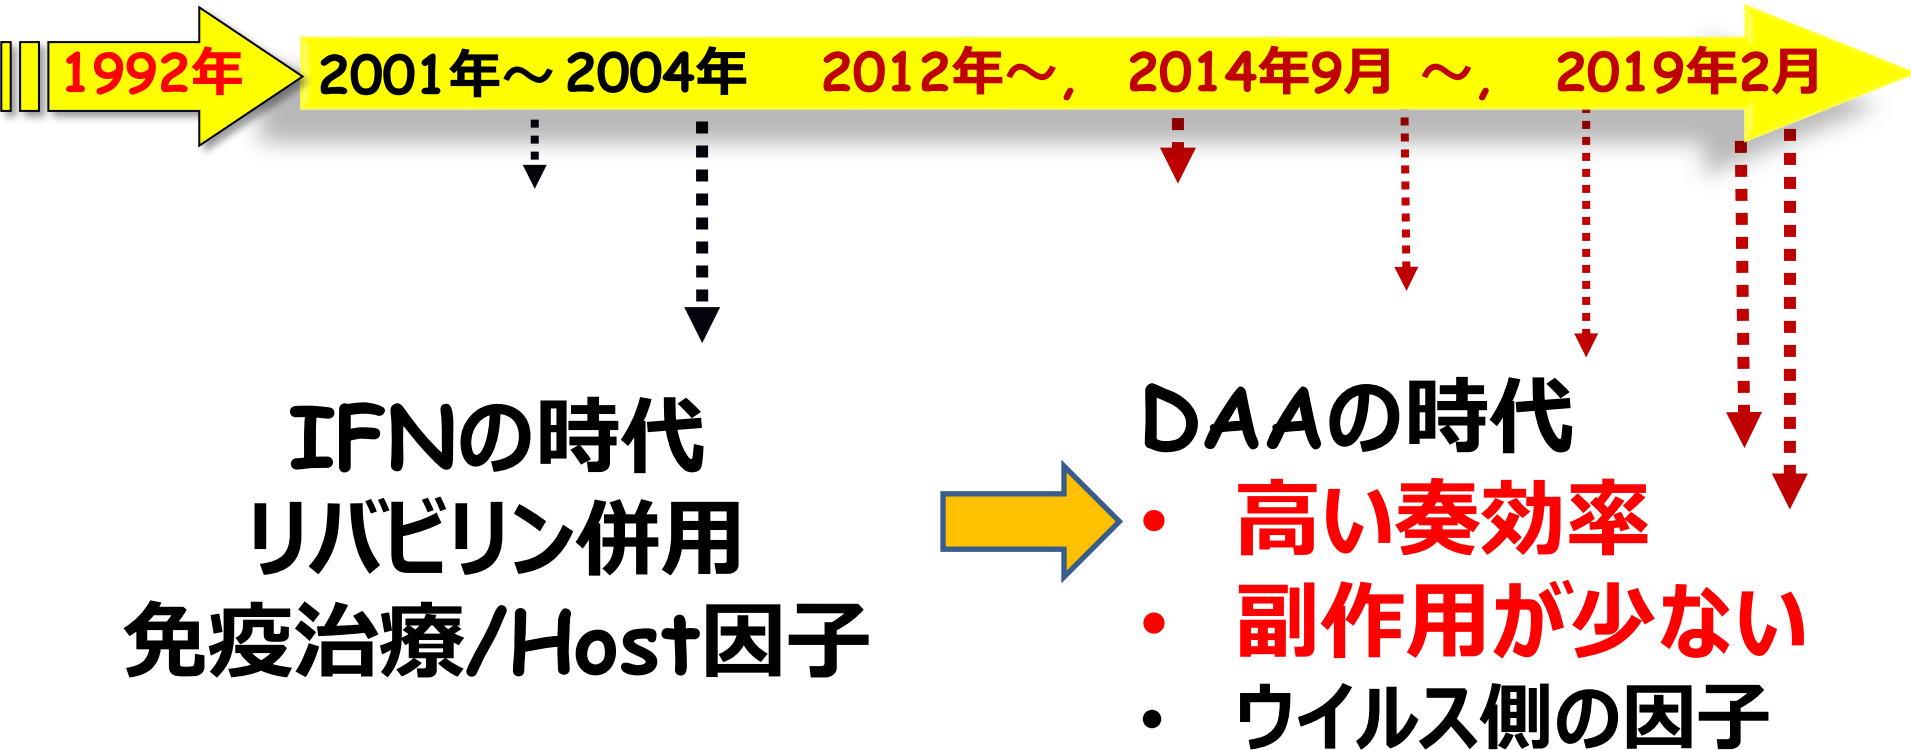 1992年 2001年～2004年 2012年～, 2014年9月 ～, 2019年2月
IFNの時代
リバビリン併用
免疫治療/Host因子
DAAの時代
• 高い奏効率
• 副作用が少ない
• ウイルス側の因子